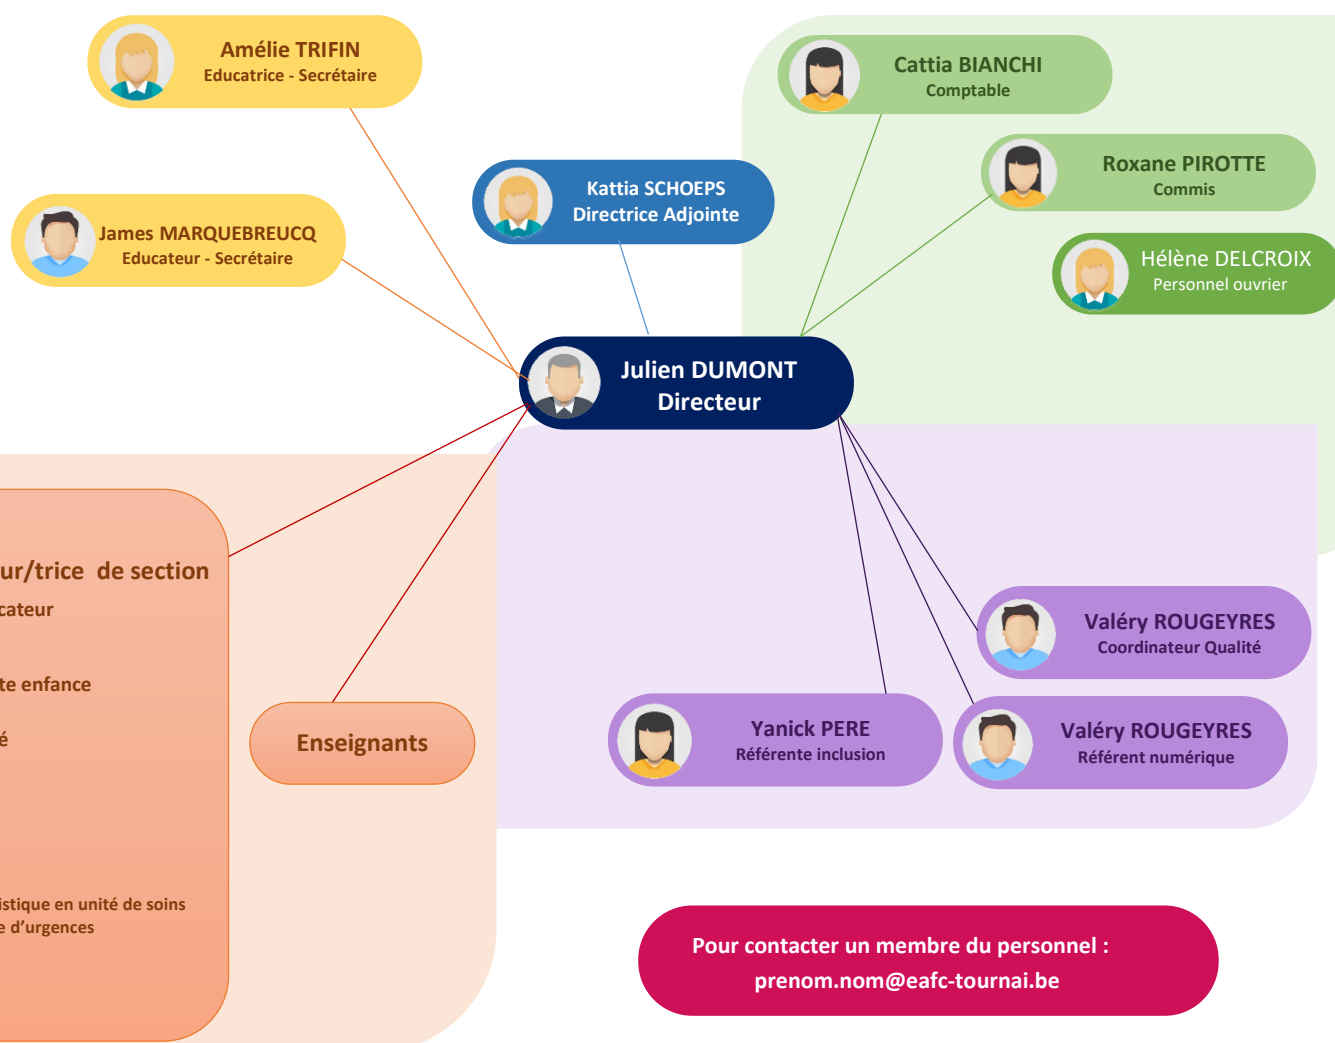 Amélie TRIFIN
Educatrice - Secrétaire
Cattia BIANCHI
Comptable
Roxane PIROTTE
Commis
Kattia SCHOEPS
Directrice Adjointe
James MARQUEBREUCQ
Educateur - Secrétaire
Hélène DELCROIX
Personnel ouvrier
Julien DUMONT
Directeur
ur/trice de section
cateur
te enfance
é
istique en unité de soins
e d'urgences
Enseignants
Valéry ROUGEYRES
Coordinateur Qualité
Yanick PERE
Référente inclusion
Valéry ROUGEYRES
Référent numérique
Pour contacter un membre du personnel :
prenom.nom@eafc-tournai.be